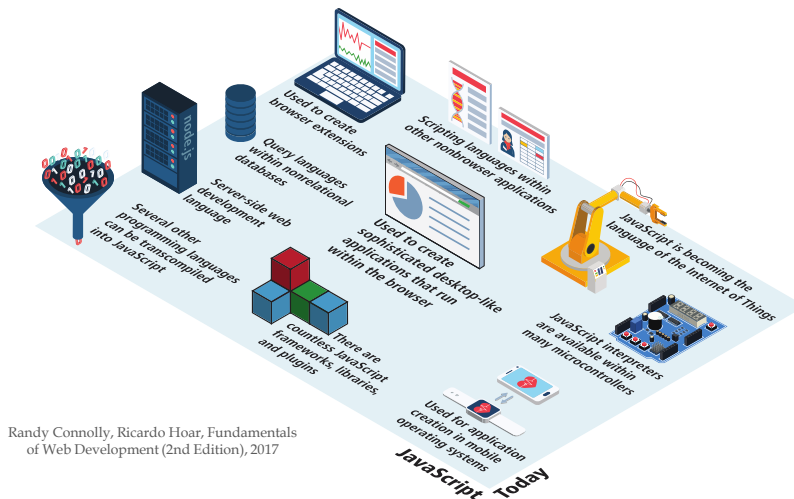 Used to create
browser extensions
Scripting languages within
other nonbrowser applications
node.js
Query languages
within nonrelational
databases
Server-side web
development
language
Several other
programming languages
can be transcompiled
into JavaScript
Used to create
sophisticated desktop-like
applications that run
within the browser
JavaScript is becoming the
language of the Internet of Things
There are
countless JavaScript
frameworks, libraries,
and plugins
JavaScript interpreters
are available within
many microcontrollers
Used for application
creation in mobile
operating systems
Randy Connolly, Ricardo Hoar, Fundamentals
of Web Development (2nd Edition), 2017
JavaScript Today